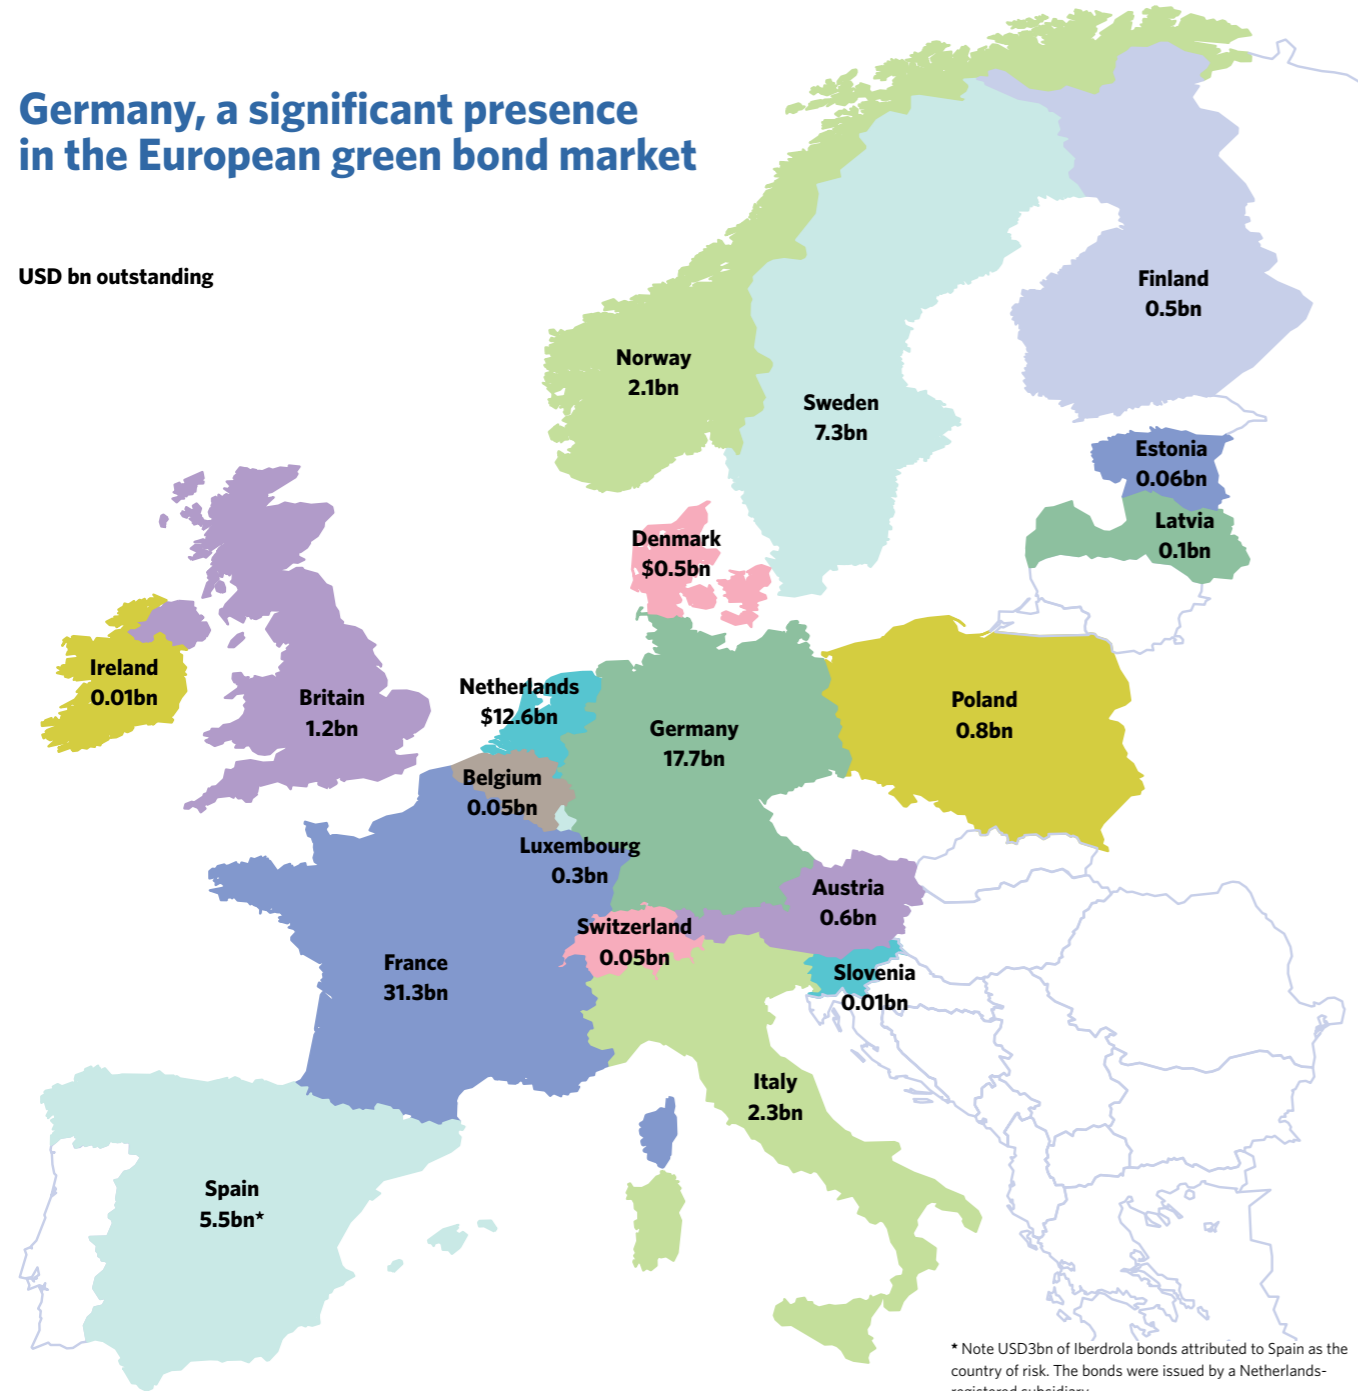 Germany, a significant presence
in the European green bond market
USD bn outstanding
Finland
0.5bn
Norway
2.1bn
Sweden
7.3bn
Estonia
0.06bn
Latvia
0.1bn
Denmark
$0.5bn
Ireland
0.01bn
Britain
1.2bn
Netherlands
$12.6bn
Germany
17.7bn
Poland
0.8bn
Belgium
0.05bn
Luxembourg
0.3bn
Austria
0.6bn
Switzerland
0.05bn
France
31.3bn
Slovenia
0.01bn
Italy
2.3bn
Spain
5.5bn★
★ Note USD3bn of Iberdrola bonds attributed to Spain as the
country of risk. The bonds were issued by a Netherlands-
registered subsidiary